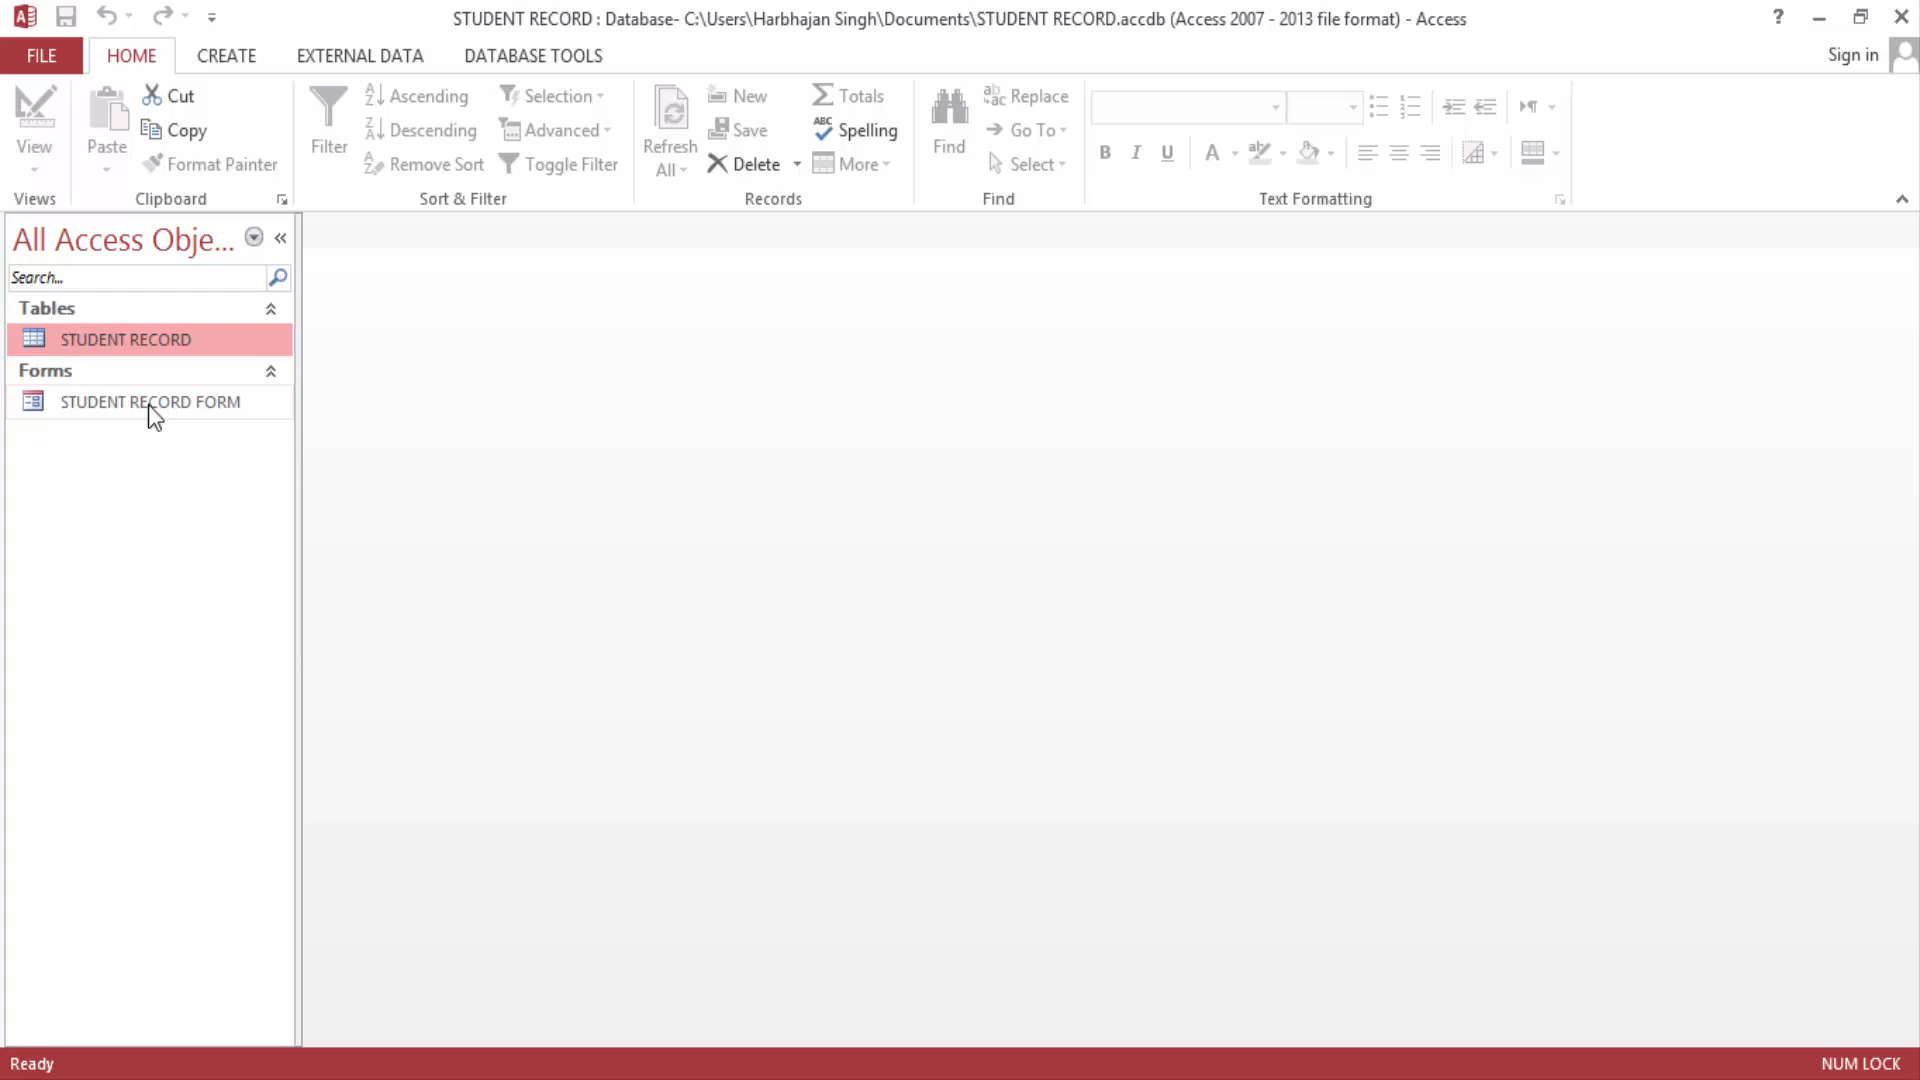 STUDENT RECORD : Database- C:\Users\Harbhajan Singh\Documents\STUDENT RECORD.accdb (Access 2007 - 2013 file format) - Access
?
FILE HOME CREATE EXTERNAL DATA DATABASE TOOLS Sign in
View
Views
Paste
Cut
Copy
Format Painter
Clipboard
Filter
Ascending
Descending
Remove Sort
Selection
Advanced
Toggle Filter
Sort & Filter
Refresh
All
New
Save
Delete
Totals
Spelling
More
Records
Find
Replace
Go To
Select
Find
B I U A
Text Formatting
All Access Obje...
Search...
Tables
STUDENT RECORD
Forms
STUDENT RECORD FORM
Ready
NUM LOCK